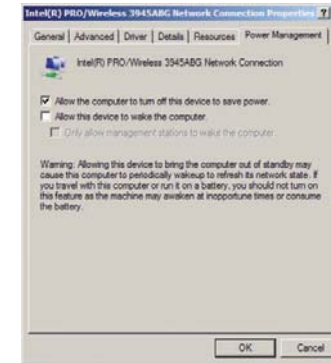 Intel(R) PRO/Wireless 3945ABG Network Connection Properties ?
General Advanced Driver Details Resources Power Management
Intel(R) PRO/Wireless 3945ABG Network Connection
Allow the computer to turn off this device to save power.
Allow this device to wake the computer.
Only allow management stations to wake the computer.
Warning: Allowing this device to bring the computer out of standby may
cause this computer to periodically wakeup to refresh its network state. If
you travel with this computer or run it on a battery, you should not turn on
this feature as the machine may awaken at inopportune times or consume
the battery.
OK Cancel